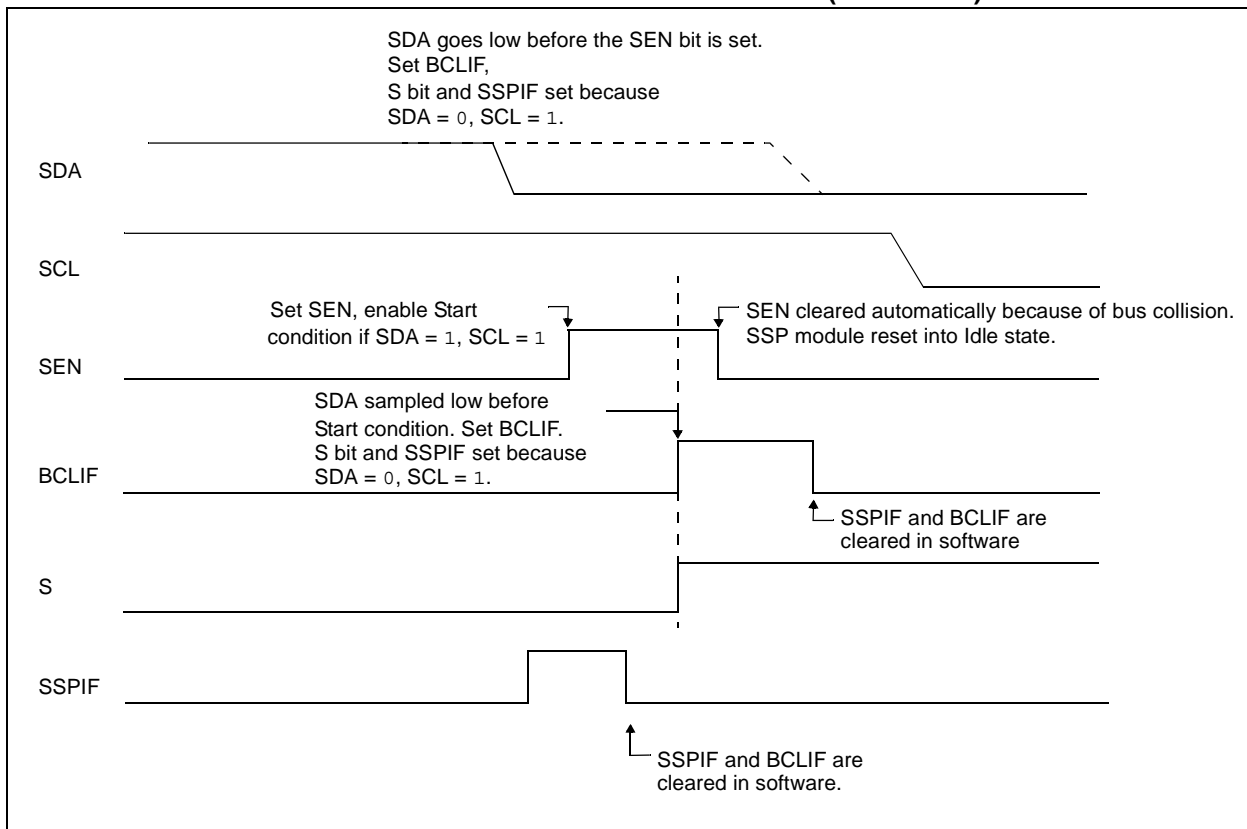 SDA goes low before the SEN bit is set.
Set BCLIF,
S bit and SSPIF set because
SDA = 0, SCL = 1.
SDA
SCL
Set SEN, enable Start
condition if SDA = 1, SCL = 1
SEN cleared automatically because of bus collision.
SSP module reset into Idle state.
SEN
SDA sampled low before
Start condition. Set BCLIF.
S bit and SSPIF set because
SDA = 0, SCL = 1.
BCLIF
SSPIF and BCLIF are
cleared in software
S
SSPIF
SSPIF and BCLIF are
cleared in software.